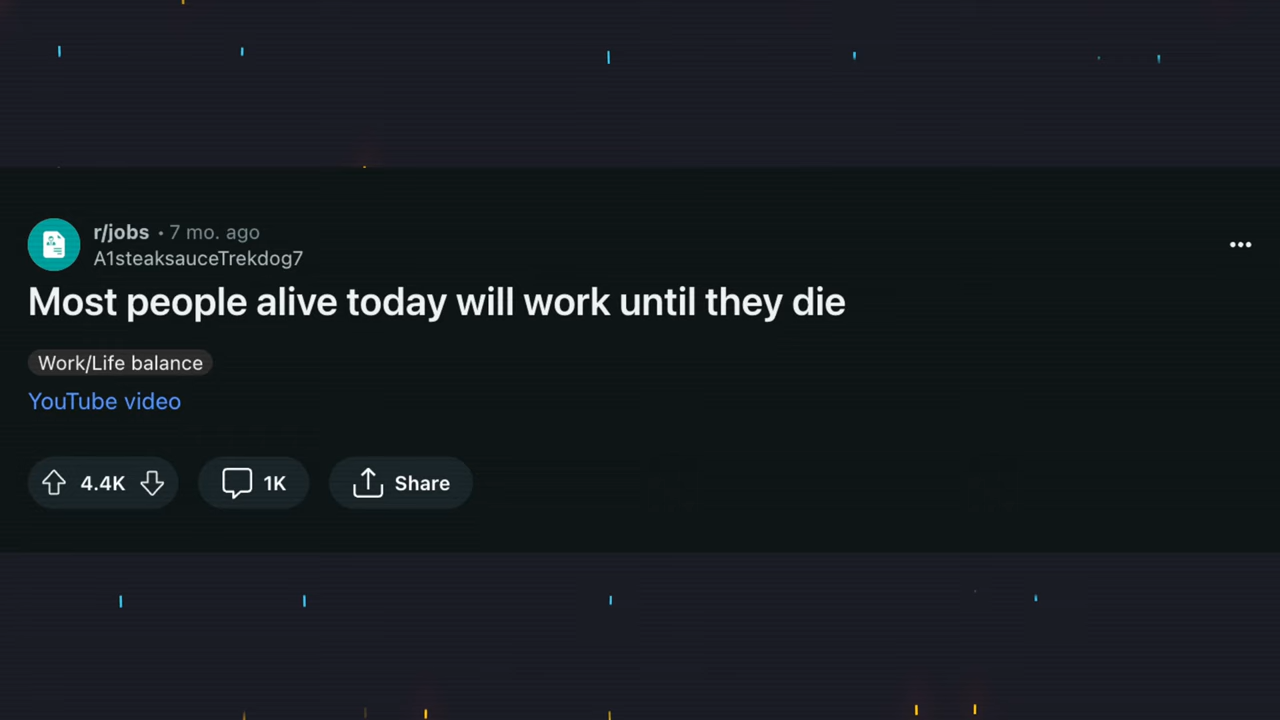 r/jobs • 7 mo. ago
A1steaksauceTrekdog7
Most people alive today will work until they die
Work/Life balance
YouTube video
4.4K 1K Share